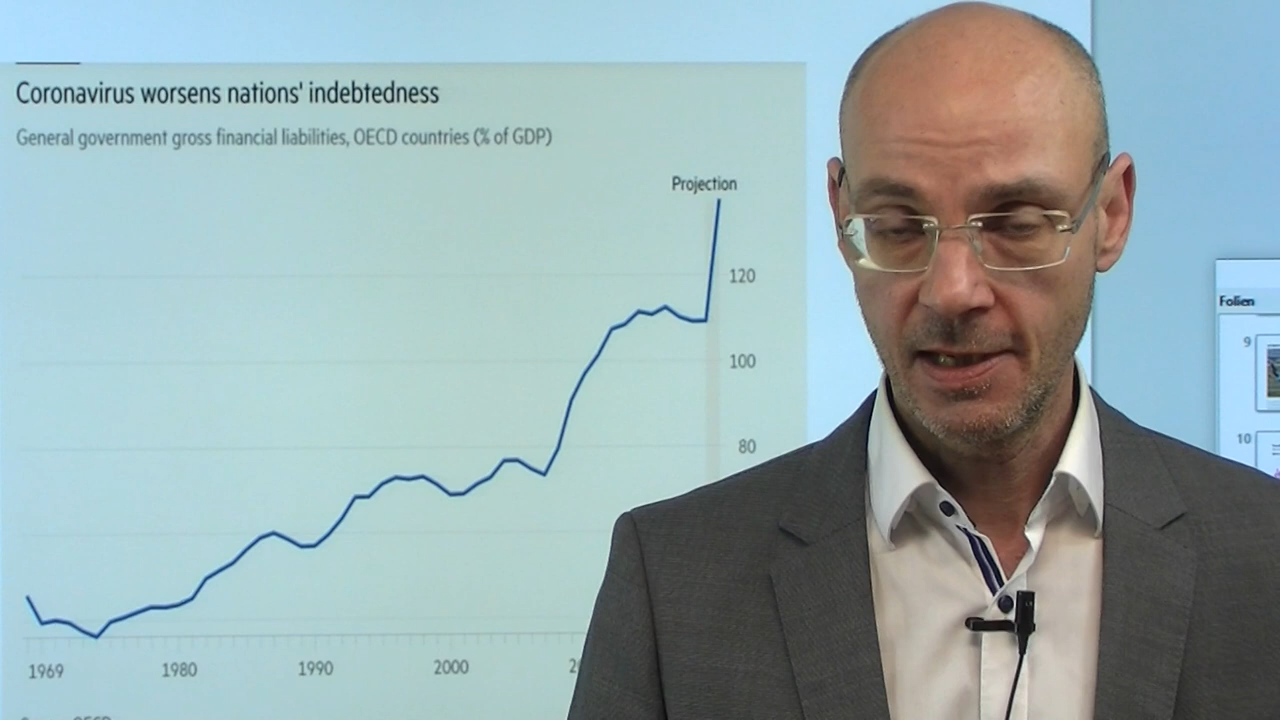 Coronavirus worsens nations' indebtedness
General government gross financial liabilities, OECD countries (% of GDP)
Projection
120
100
80
1969 1980 1990 2000
Folien
9
10